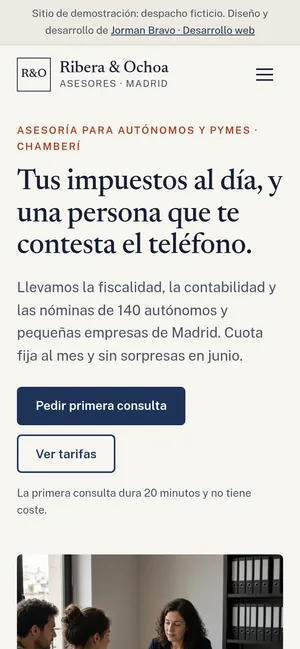 Sitio de demostración: despacho ficticio. Diseño y
desarrollo de Jorman Bravo · Desarrollo web
R&O
Ribera & Ochoa
ASESORES · MADRID
ASESORÍA PARA AUTÓNOMOS Y PYMES ·
CHAMBERÍ
Tus impuestos al día, y
una persona que te
contesta el teléfono.
Llevamos la fiscalidad, la contabilidad y
las nóminas de 140 autónomos y
pequeñas empresas de Madrid. Cuota
fija al mes y sin sorpresas en junio.
Pedir primera consulta
Ver tarifas
La primera consulta dura 20 minutos y no tiene
coste.